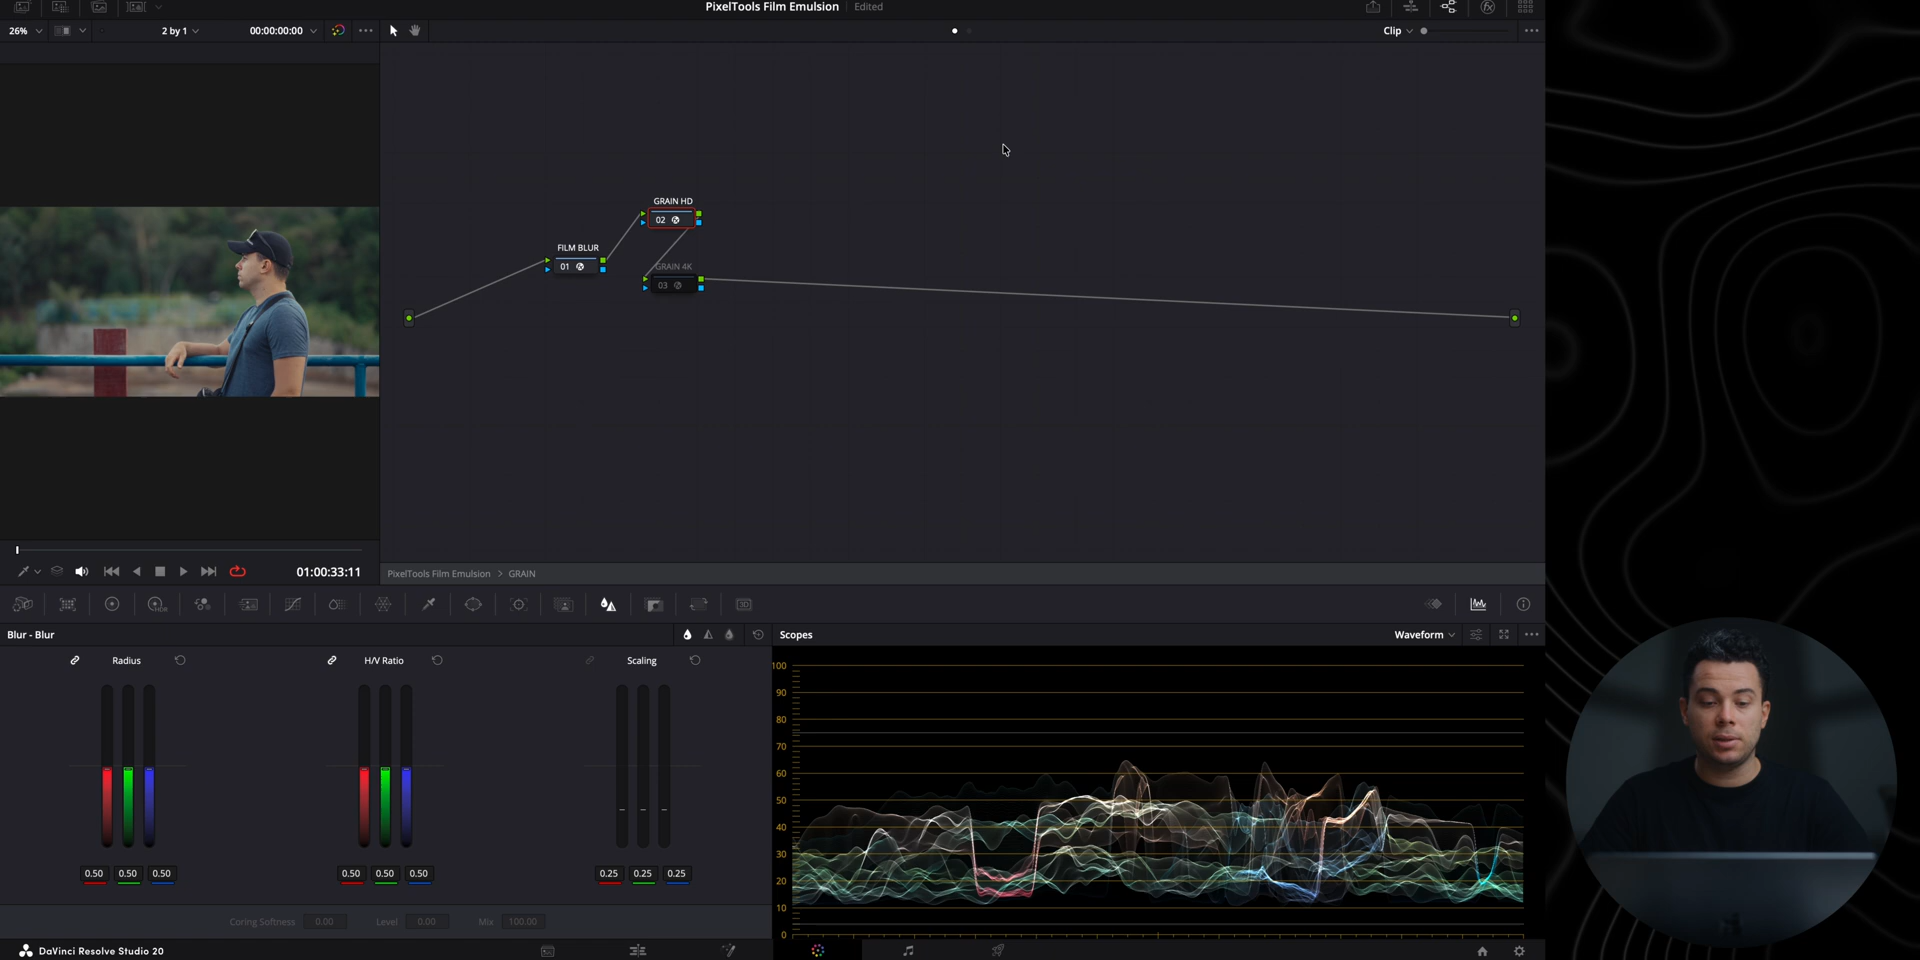 PixelTools Film Emulsion Edited
26% 2 by 1 00:00:00:00 Clip
GRAIN HD
02
FILM BLUR
01
GRAIN 4K
03
01:00:33:11
PixelTools Film Emulsion > GRAIN
Blur - Blur
Radius H/V Ratio Scaling
0.50 0.50 0.50 0.50 0.50 0.50 0.25 0.25 0.25
Coring Softness 0.00 Level 0.00 Mix 100.00
Scopes Waveform
100
90
80
70
60
50
40
30
20
10
0
DaVinci Resolve Studio 20